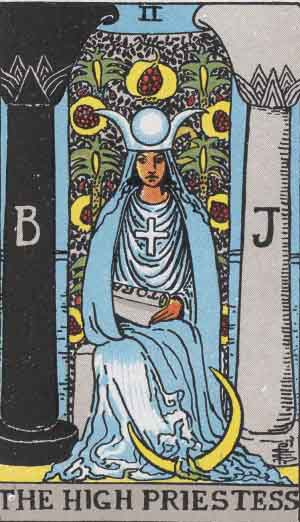 II
B
J
TORA
THE HIGH PRIESTESS